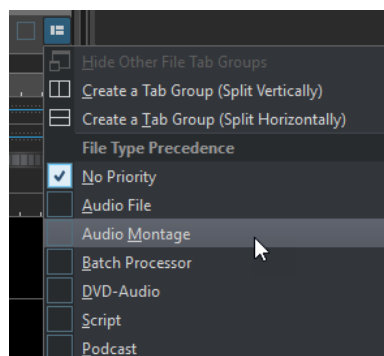 Hide Other File Tab Groups
Create a Tab Group (Split Vertically)
Create a Tab Group (Split Horizontally)
File Type Precedence
No Priority
Audio File
Audio Montage
Batch Processor
DVD-Audio
Script
Podcast